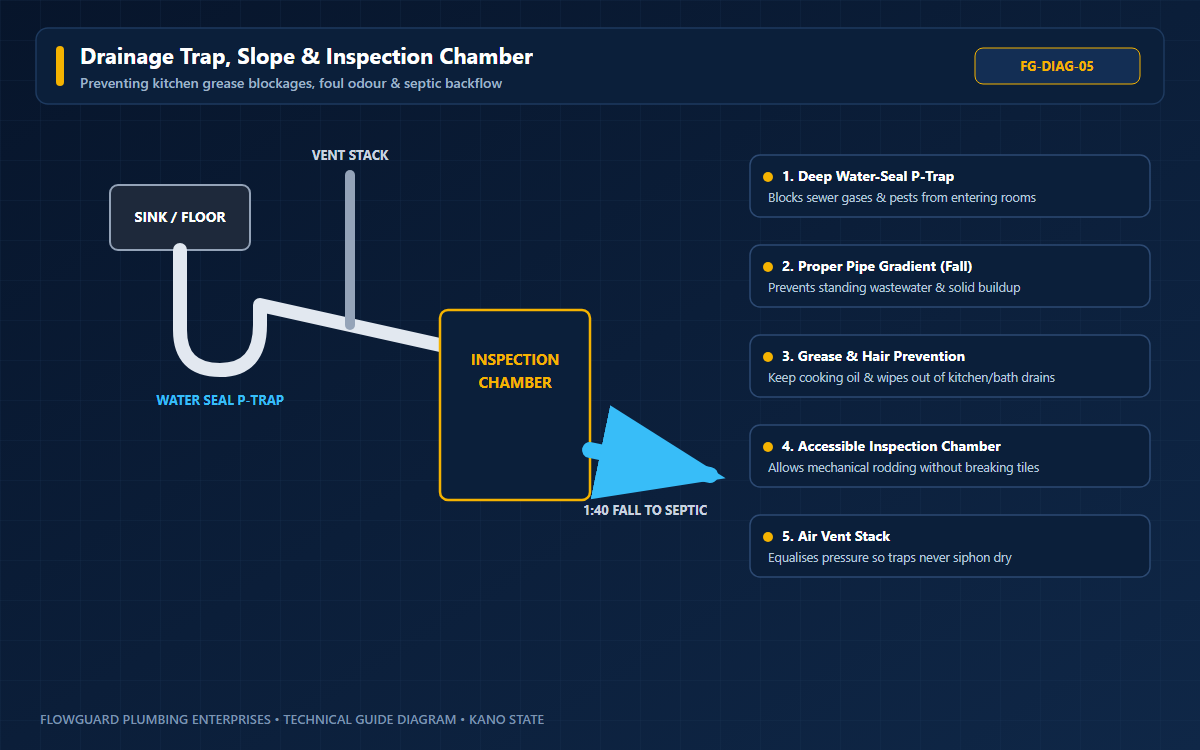 Drainage Trap, Slope & Inspection Chamber
Preventing kitchen grease blockages, foul odour & septic backflow
FG-DIAG-05
VENT STACK
SINK / FLOOR
WATER SEAL P-TRAP
INSPECTION
CHAMBER
1:40 FALL TO SEPTIC
1. Deep Water-Seal P-Trap
Blocks sewer gases & pests from entering rooms
2. Proper Pipe Gradient (Fall)
Prevents standing wastewater & solid buildup
3. Grease & Hair Prevention
Keep cooking oil & wipes out of kitchen/bath drains
4. Accessible Inspection Chamber
Allows mechanical rodding without breaking tiles
5. Air Vent Stack
Equalises pressure so traps never siphon dry
FLOWGUARD PLUMBING ENTERPRISES • TECHNICAL GUIDE DIAGRAM • KANO STATE